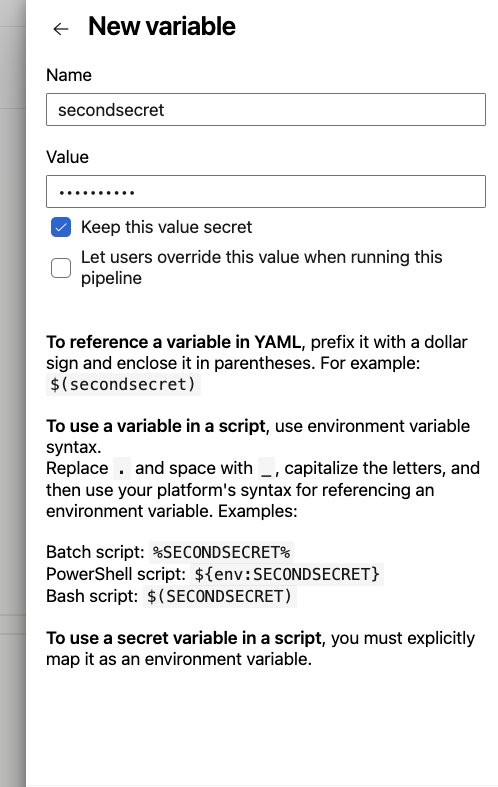 ← New variable
Name
secondsecret
Value
••••••••••
Keep this value secret
Let users override this value when running this
pipeline
To reference a variable in YAML, prefix it with a dollar
sign and enclose it in parentheses. For example:
$(secondsecret)
To use a variable in a script, use environment variable
syntax.
Replace . and space with _, capitalize the letters, and
then use your platform's syntax for referencing an
environment variable. Examples:
Batch script: %SECONDSECRET%
PowerShell script: ${env:SECONDSECRET}
Bash script: $(SECONDSECRET)
To use a secret variable in a script, you must explicitly
map it as an environment variable.